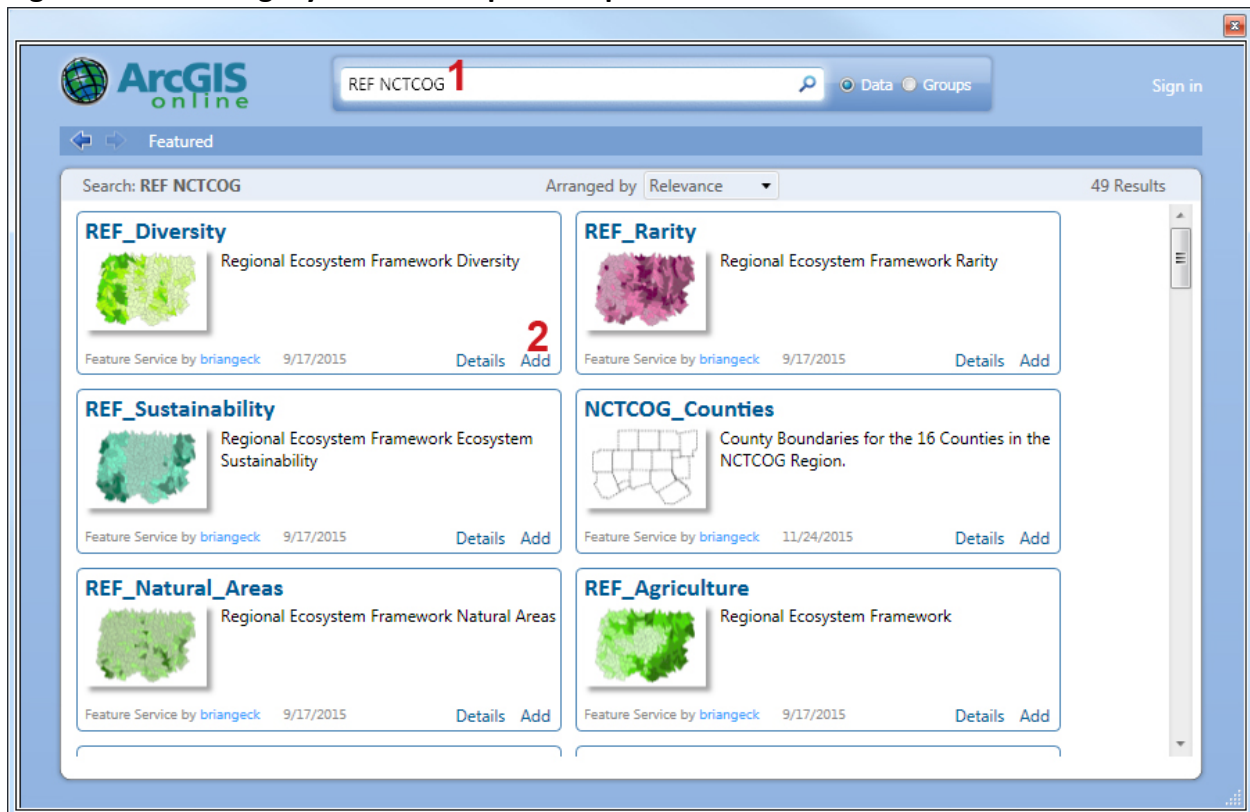 ArcGIS
online
REF NCTCOG 1
Data Groups
Sign in
Featured
Search: REF NCTCOG
Arranged by Relevance
49 Results
REF_Diversity
Regional Ecosystem Framework Diversity
2
Feature Service by briangeck 9/17/2015 Details Add
REF_Rarity
Regional Ecosystem Framework Rarity
Feature Service by briangeck 9/17/2015 Details Add
REF_Sustainability
Regional Ecosystem Framework Ecosystem
Sustainability
Feature Service by briangeck 9/17/2015 Details Add
NCTCOG_Counties
County Boundaries for the 16 Counties in the
NCTCOG Region.
Feature Service by briangeck 11/24/2015 Details Add
REF_Natural_Areas
Regional Ecosystem Framework Natural Areas
Feature Service by briangeck 9/17/2015 Details Add
REF_Agriculture
Regional Ecosystem Framework
Feature Service by briangeck 9/17/2015 Details Add